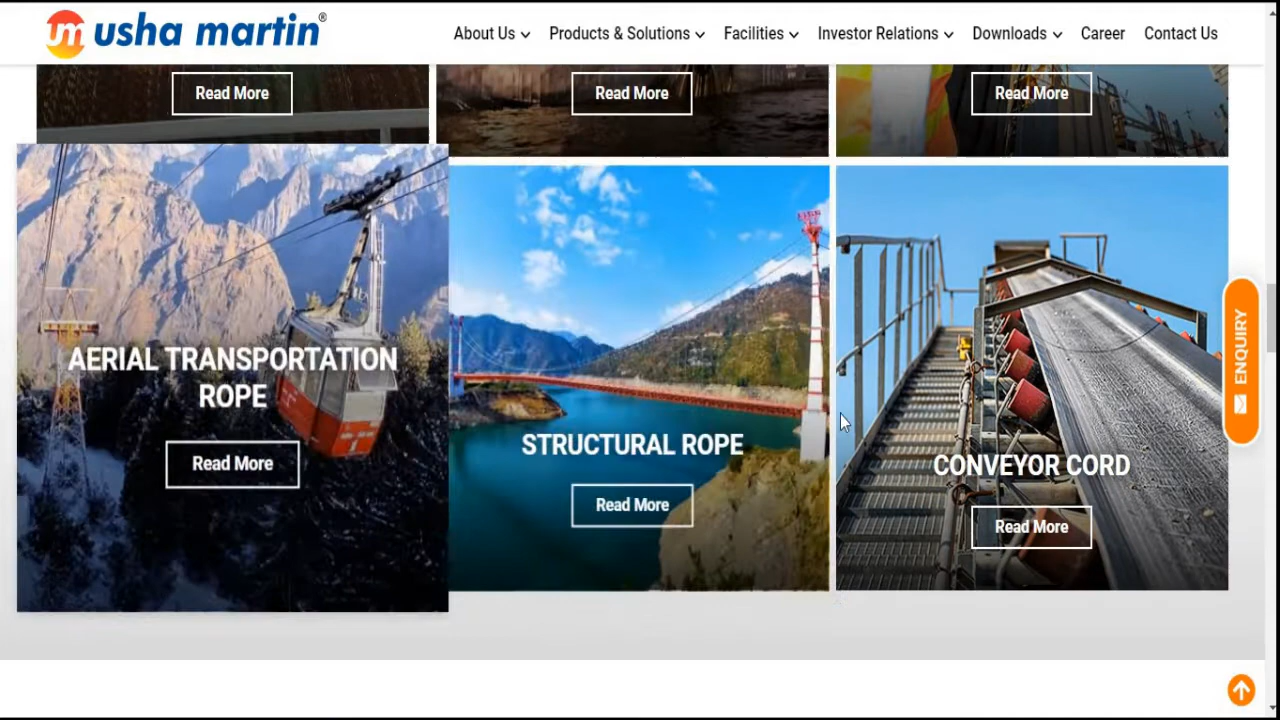 um usha martin®
About Us Products & Solutions Facilities Investor Relations Downloads Career Contact Us
Read More Read More Read More
AERIAL TRANSPORTATION
ROPE
Read More
STRUCTURAL ROPE
Read More
CONVEYOR CORD
Read More
ENQUIRY